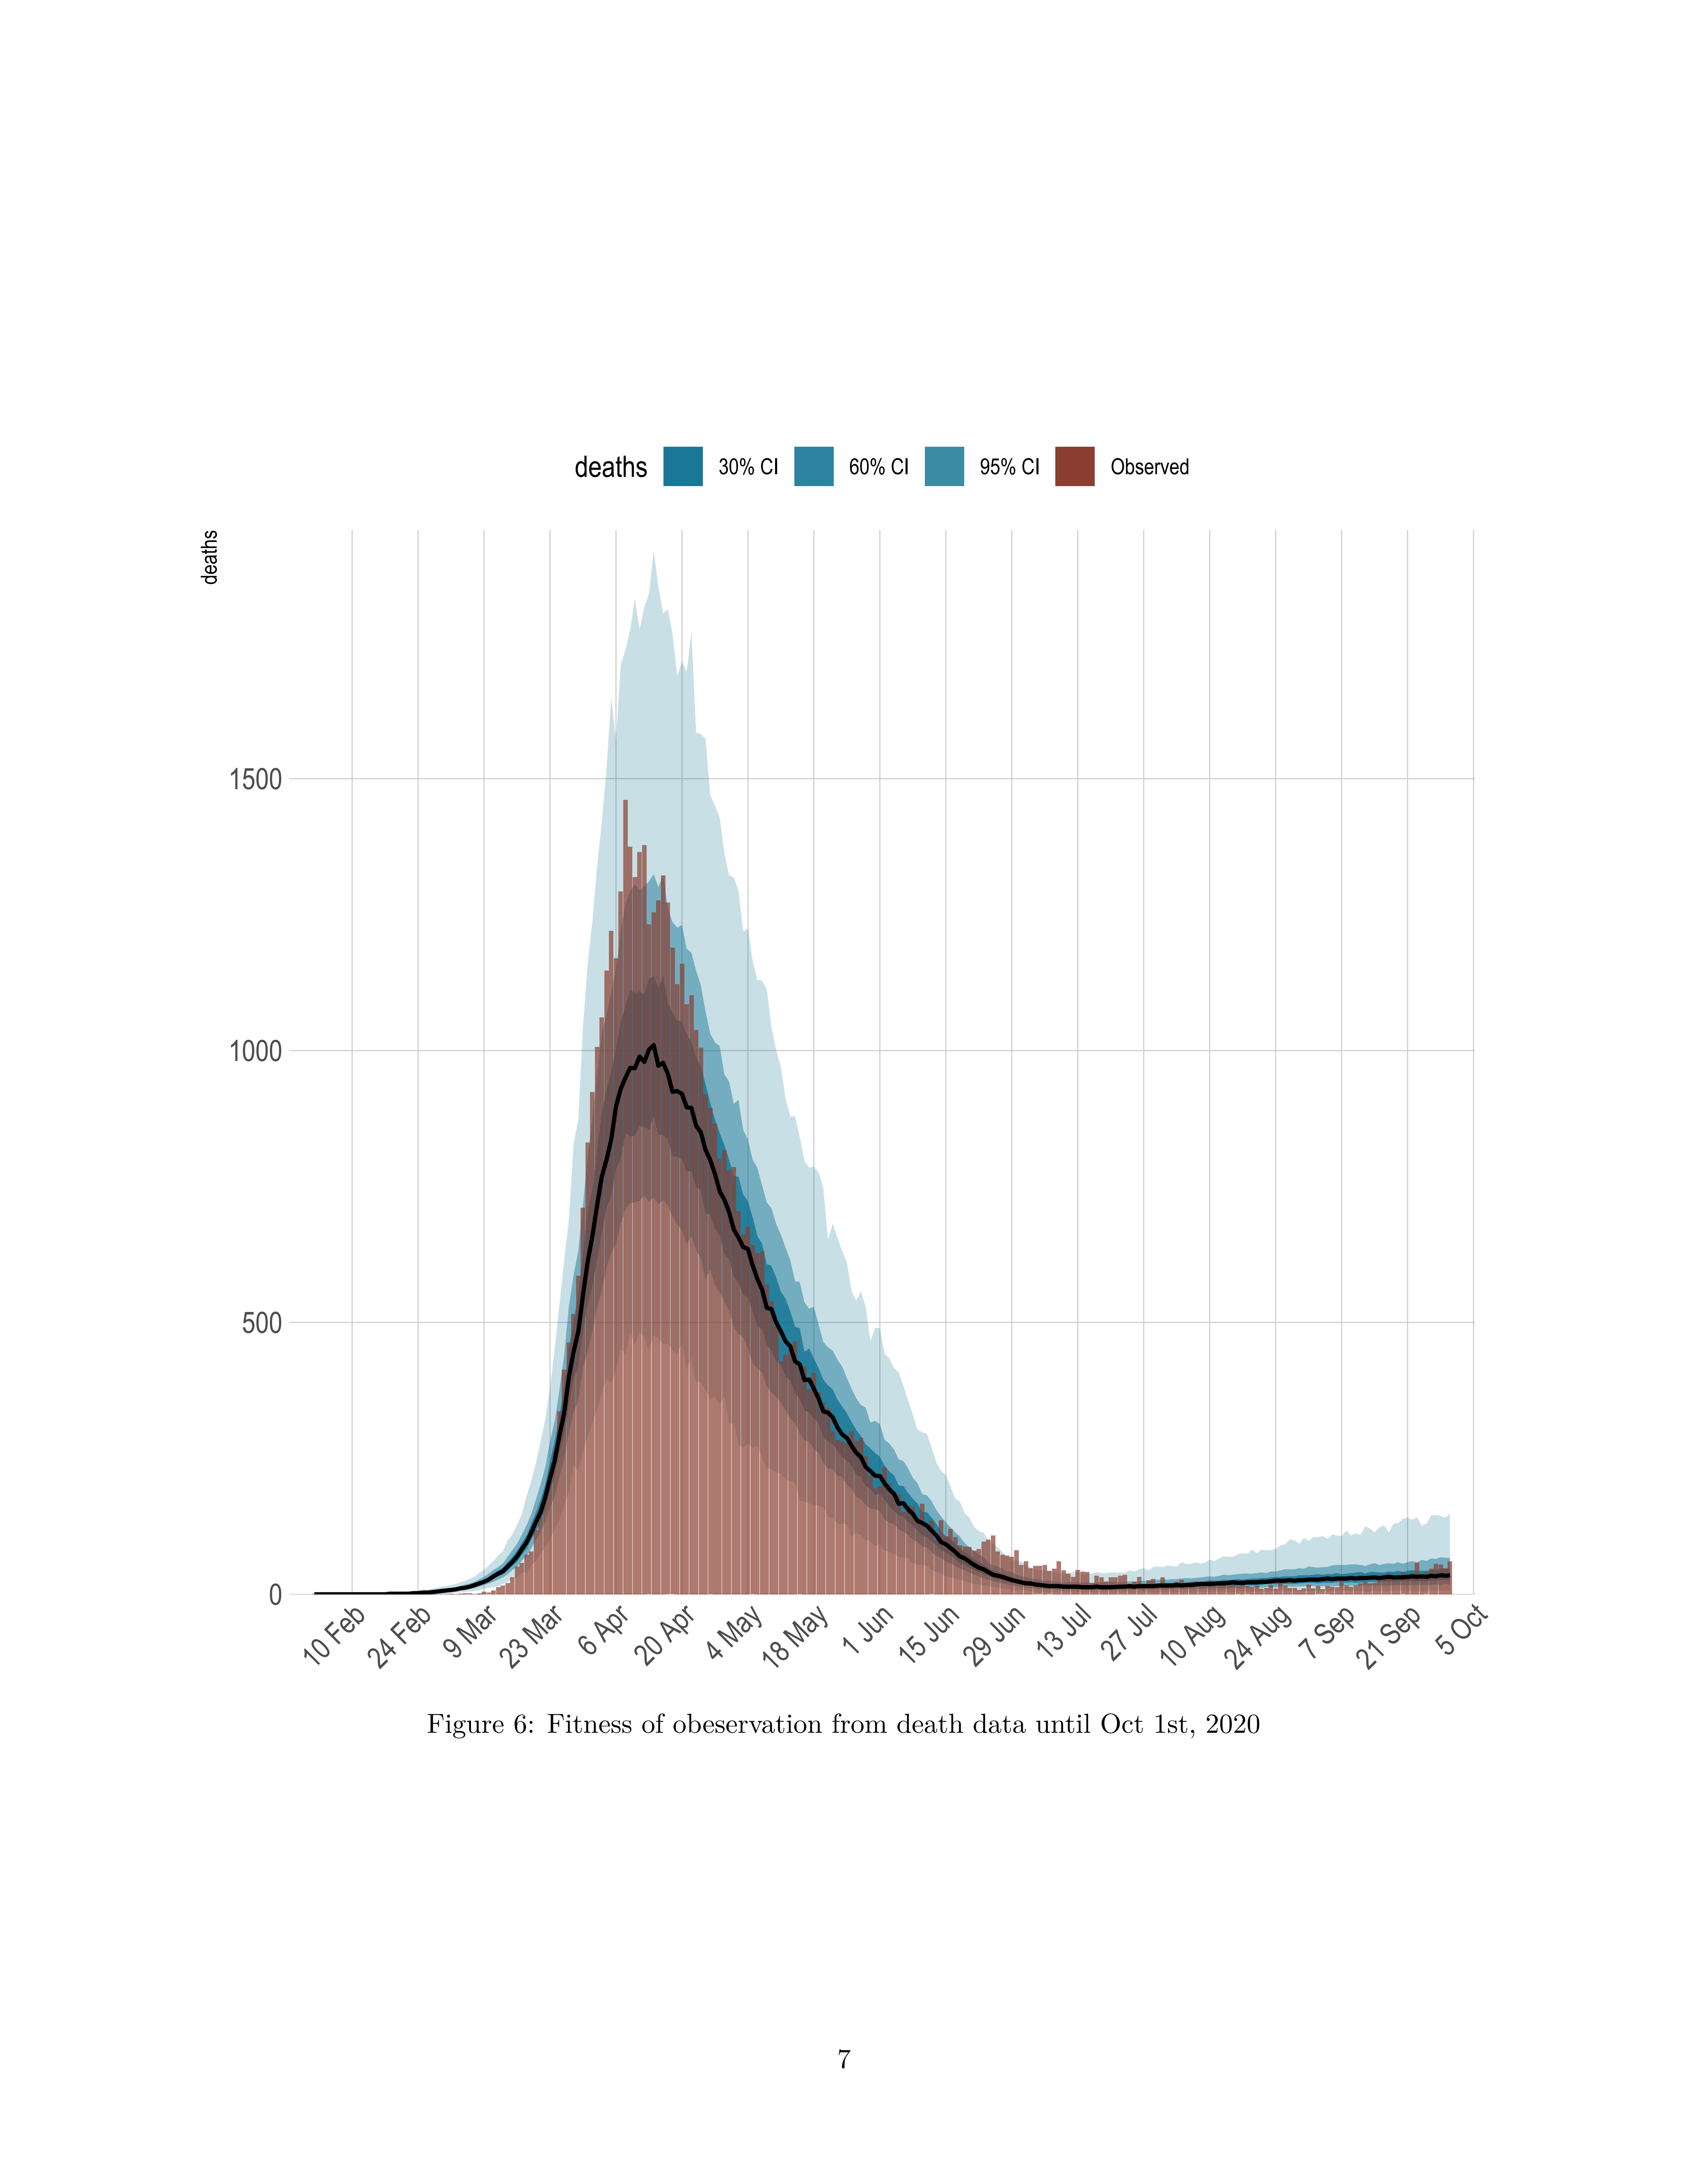 deaths 30% CI 60% CI 95% CI Observed
deaths
1500
1000
500
0
10 Feb 24 Feb 9 Mar 23 Mar 6 Apr 20 Apr 4 May 18 May 1 Jun 15 Jun 29 Jun 13 Jul 27 Jul 10 Aug 24 Aug 7 Sep 21 Sep 5 Oct
Figure 6: Fitness of obeservation from death data until Oct 1st, 2020
7